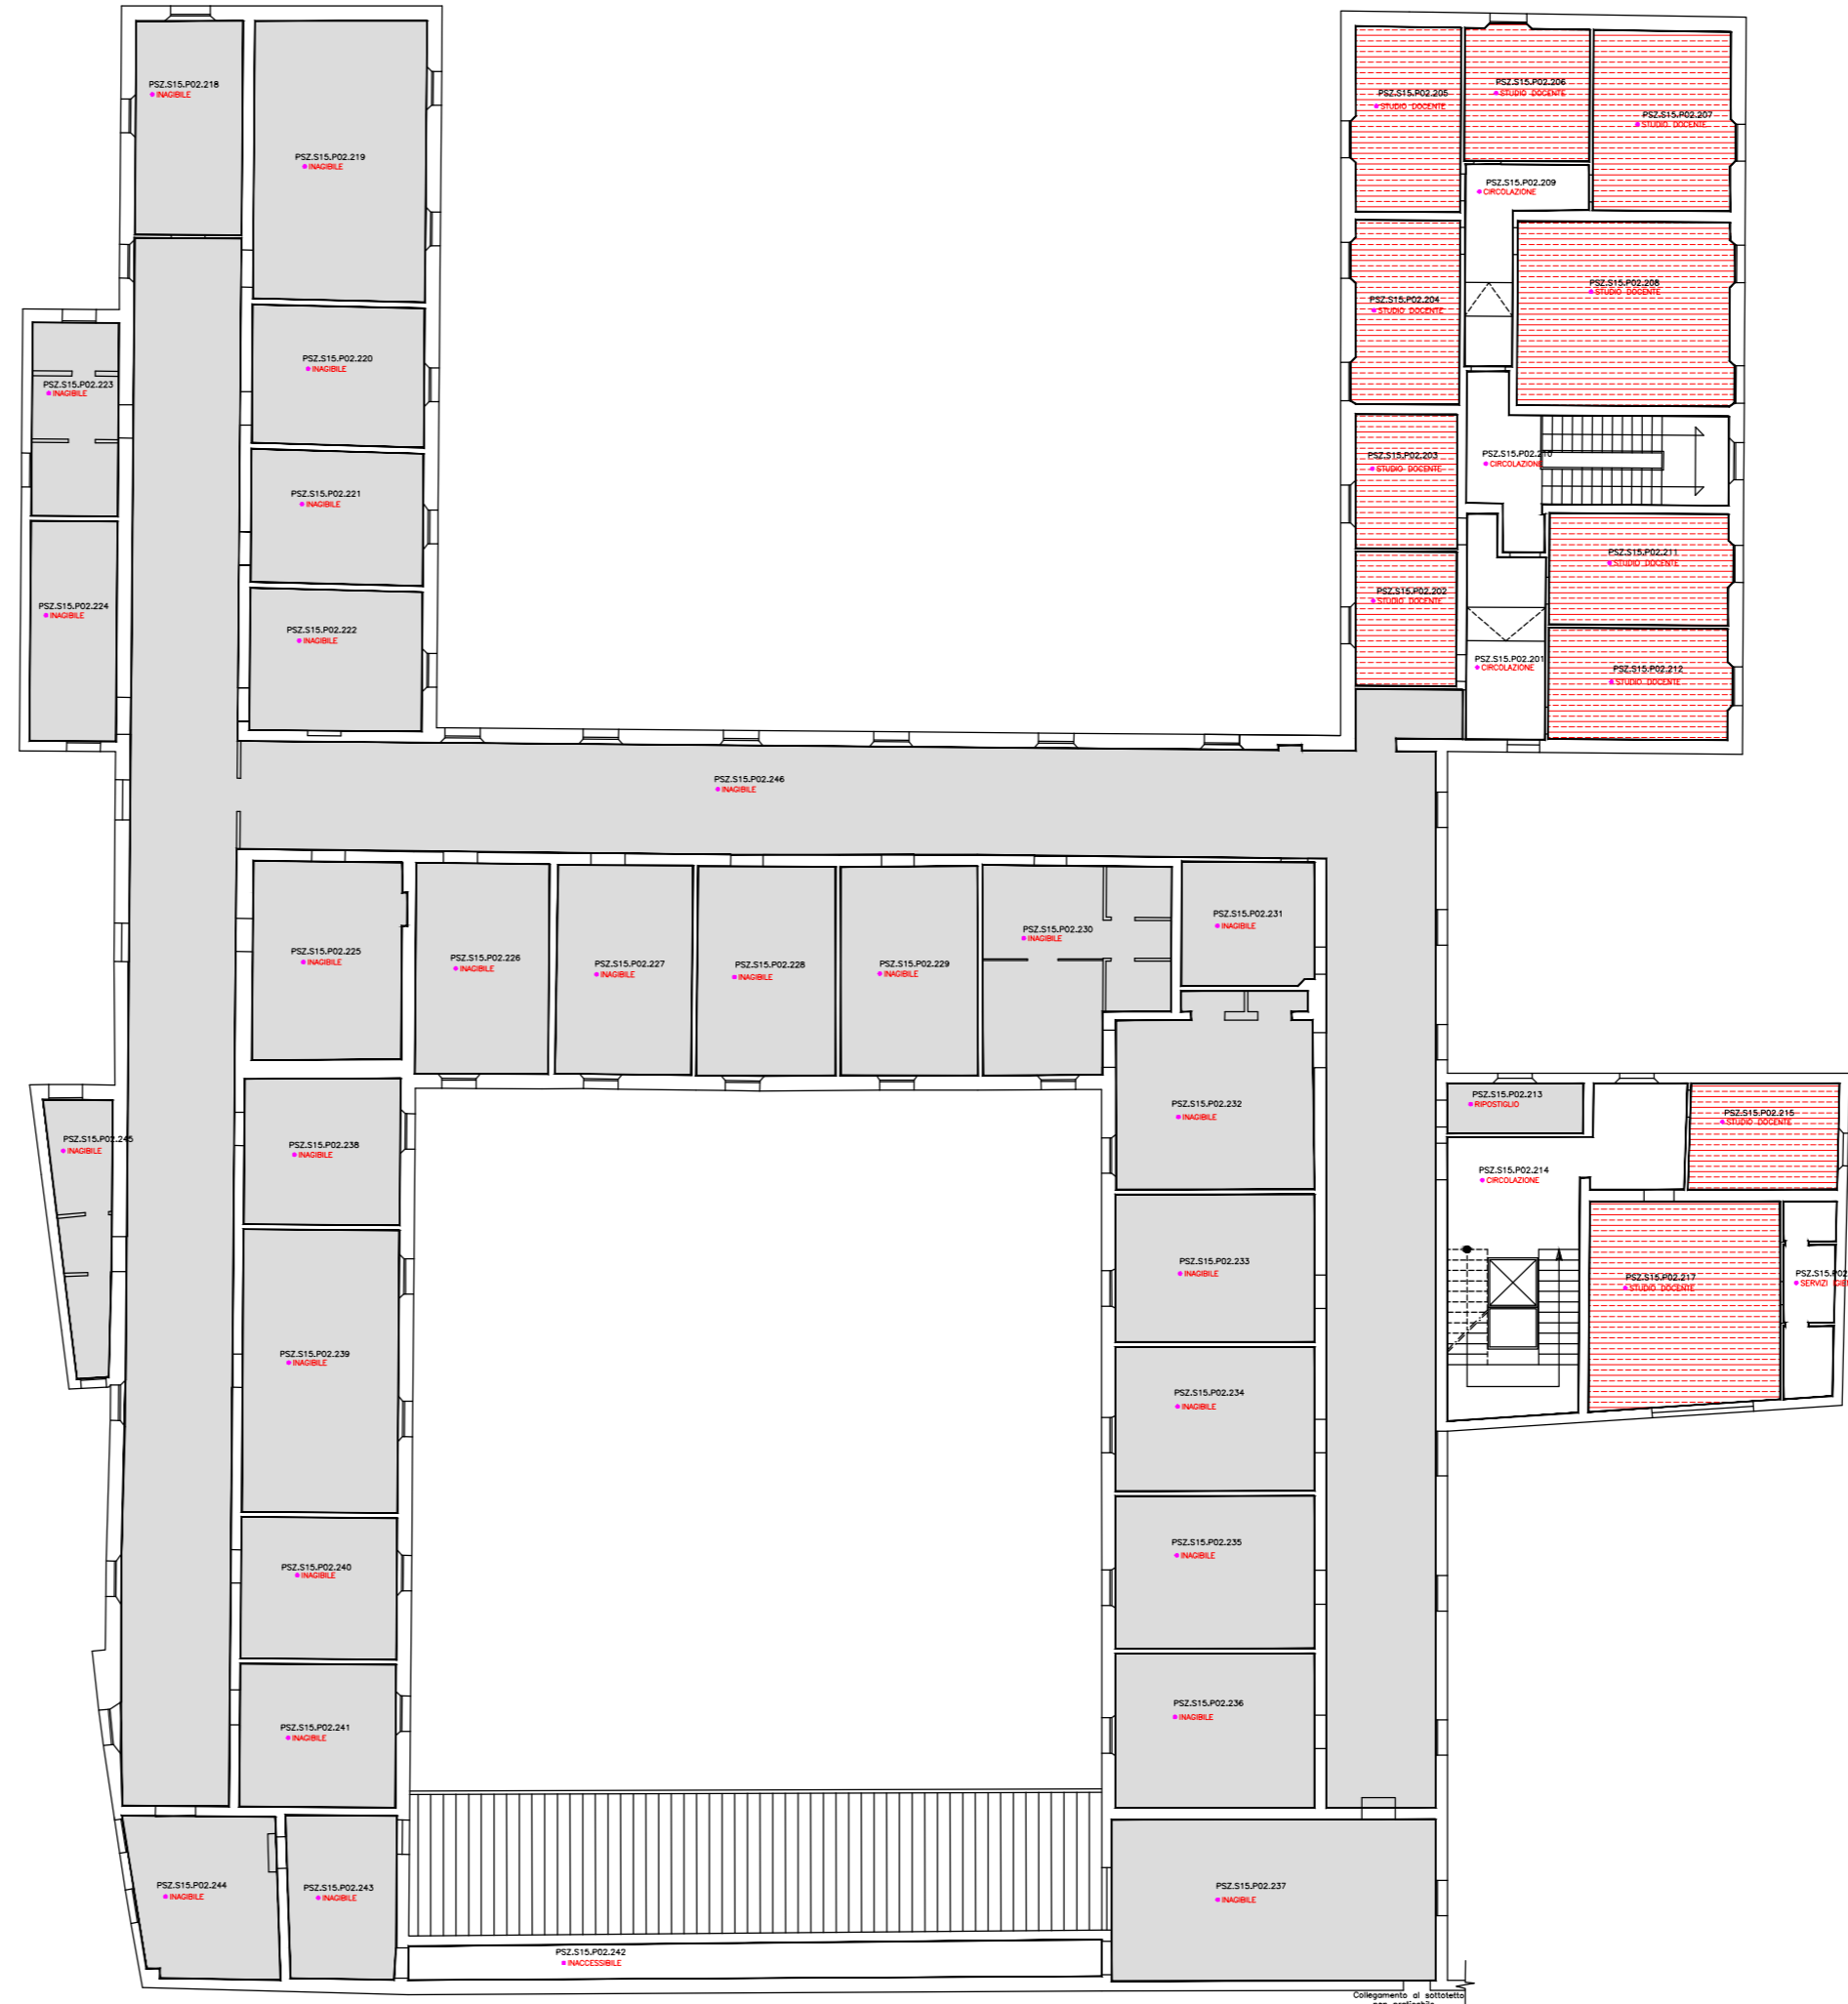 PSZ.S15.P02.218
INAGIBILE
PSZ.S15.P02.219
INAGIBILE
PSZ.S15.P02.205
STUDIO DOCENTE
PSZ.S15.P02.206
STUDIO DOCENTE
PSZ.S15.P02.207
STUDIO DOCENTE
PSZ.S15.P02.209
CIRCOLAZIONE
PSZ.S15.P02.204
STUDIO DOCENTE
PSZ.S15.P02.208
STUDIO DOCENTE
PSZ.S15.P02.220
INAGIBILE
PSZ.S15.P02.223
INAGIBILE
PSZ.S15.P02.203
STUDIO DOCENTE
PSZ.S15.P02.210
CIRCOLAZIONE
PSZ.S15.P02.221
INAGIBILE
PSZ.S15.P02.211
STUDIO DOCENTE
PSZ.S15.P02.202
STUDIO DOCENTE
PSZ.S15.P02.224
INAGIBILE
PSZ.S15.P02.222
INAGIBILE
PSZ.S15.P02.201
CIRCOLAZIONE
PSZ.S15.P02.212
STUDIO DOCENTE
PSZ.S15.P02.246
INAGIBILE
PSZ.S15.P02.225
INAGIBILE
PSZ.S15.P02.226
INAGIBILE
PSZ.S15.P02.227
INAGIBILE
PSZ.S15.P02.228
INAGIBILE
PSZ.S15.P02.229
INAGIBILE
PSZ.S15.P02.230
INAGIBILE
PSZ.S15.P02.231
INAGIBILE
PSZ.S15.P02.232
INAGIBILE
PSZ.S15.P02.213
RIPOSTIGLIO
PSZ.S15.P02.215
STUDIO DOCENTE
PSZ.S15.P02.245
INAGIBILE
PSZ.S15.P02.238
INAGIBILE
PSZ.S15.P02.214
CIRCOLAZIONE
PSZ.S15.P02.233
INAGIBILE
PSZ.S15.P02.217
STUDIO DOCENTE
PSZ.S15.P02
SERVIZI
PSZ.S15.P02.239
INAGIBILE
PSZ.S15.P02.234
INAGIBILE
PSZ.S15.P02.235
INAGIBILE
PSZ.S15.P02.240
INAGIBILE
PSZ.S15.P02.236
INAGIBILE
PSZ.S15.P02.241
INAGIBILE
PSZ.S15.P02.244
INAGIBILE
PSZ.S15.P02.243
INAGIBILE
PSZ.S15.P02.237
INAGIBILE
PSZ.S15.P02.242
INACCESSIBILE
Collegamento al sottotetto